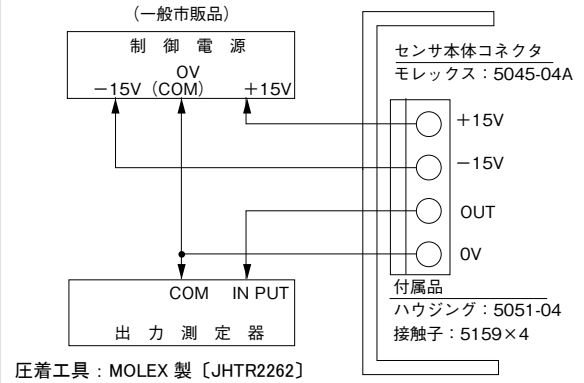 （一般市販品）
制 御 電 源
0V
−15V（COM） ＋15V
センサ本体コネクタ
モレックス：5045-04A
＋15V
−15V
OUT
0V
COM IN PUT
出 力 測 定 器
付属品
ハウジング：5051-04
接触子：5159×4
圧着工具：MOLEX 製〔JHTR2262〕